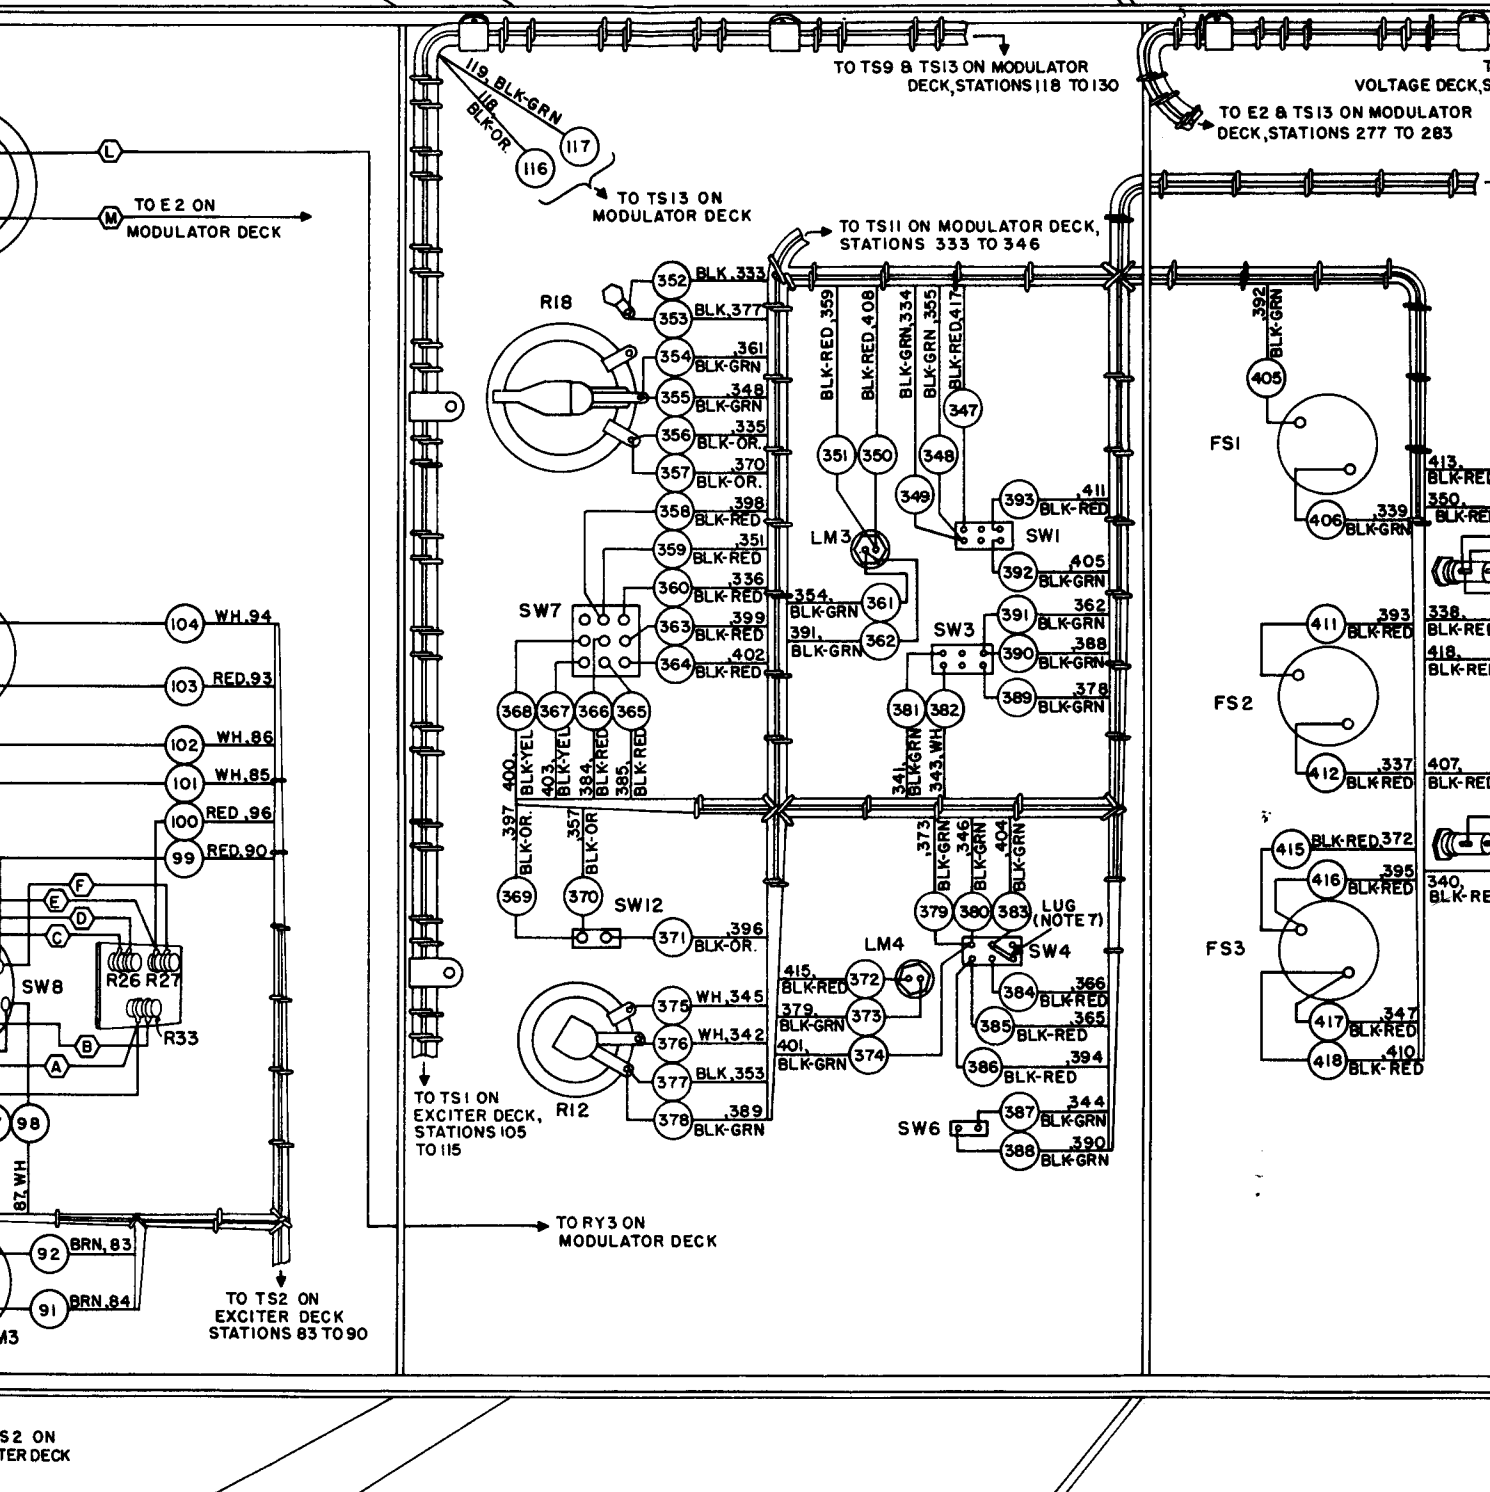 TO TS9 & TS13 ON MODULATOR
DECK, STATIONS 118 TO 130
VOLTAGE DECK, S
TO E2 & TS13 ON MODULATOR
DECK, STATIONS 277 TO 283
119, BLK-GRN
118,
BLK-OR.
117
116
TO TS13 ON
MODULATOR DECK
L
TO E2 ON
M
MODULATOR DECK
TO TS11 ON MODULATOR DECK,
STATIONS 333 TO 346
R18
352 BLK,333
353 BLK,377
354 ,361
BLK-GRN
355 ,348
BLK-GRN
356 ,335
BLK-OR.
357 ,370
BLK-OR.
358 ,398
BLK-RED
359 ,351
BLK-RED
360 ,336
BLK-RED
363 ,399
BLK-RED
364 ,402
BLK-RED
SW7
368 367 366 365
400, BLK-YEL
403, BLK-YEL
384, BLK-RED
385, BLK-RED
,397 BLK-OR.
,357 BLK-OR
369 370
SW12
371 ,396
BLK-OR.
375 WH,345
376 WH,342
377 BLK,353
378 ,389
BLK-GRN
R12
BLK-RED,359
BLK-RED,408
BLK-GRN,334
BLK-GRN,355
BLK-RED,417
347
351 350 348
349
LM3
SW1
393 ,411
BLK-RED
392 ,405
BLK-GRN
354,
BLK-GRN 361
391,
BLK-GRN 362
SW3
391 362
BLK-GRN
390 ,388
BLK-GRN
389 ,378
BLK-GRN
381 382
341, BLK-GRN
343, WH
,373 BLK-GRN
346 BLK-GRN
404 BLK-GRN
379 380 383
LUG
(NOTE 7)
SW4
LM4
415,
BLK-RED 372
379,
BLK-GRN 373
401,
BLK-GRN 374
384 ,366
BLK-RED
385 ,365
BLK-RED
386 ,394
BLK-RED
SW6
387 ,344
BLK-GRN
388 ,390
BLK-GRN
,392
BLK-GRN
405
FS1
406 ,339
BLK-GRN
413,
BLK-RED
350,
BLK-RE
411 ,393
BLK-RED
338,
BLK-RE
418,
BLK-RED
FS2
412 ,337
BLK-RED
407,
BLK-RED
415 BLK-RED,372
416 ,395
BLK-RED
340,
BLK-RE
FS3
417 ,347
BLK-RED
418 ,410
BLK-RED
104 WH,94
103 RED,93
102 WH,86
101 WH,85
100 RED,96
99 RED,90
F
E
D
C
SW8
R26 R27
R33
B
A
98
87, WH
92 BRN,83
91 BRN,84
M3
TO TS2 ON
EXCITER DECK
STATIONS 83 TO 90
TO TS1 ON
EXCITER DECK,
STATIONS 105
TO 115
TO RY3 ON
MODULATOR DECK
S2 ON
TER DECK